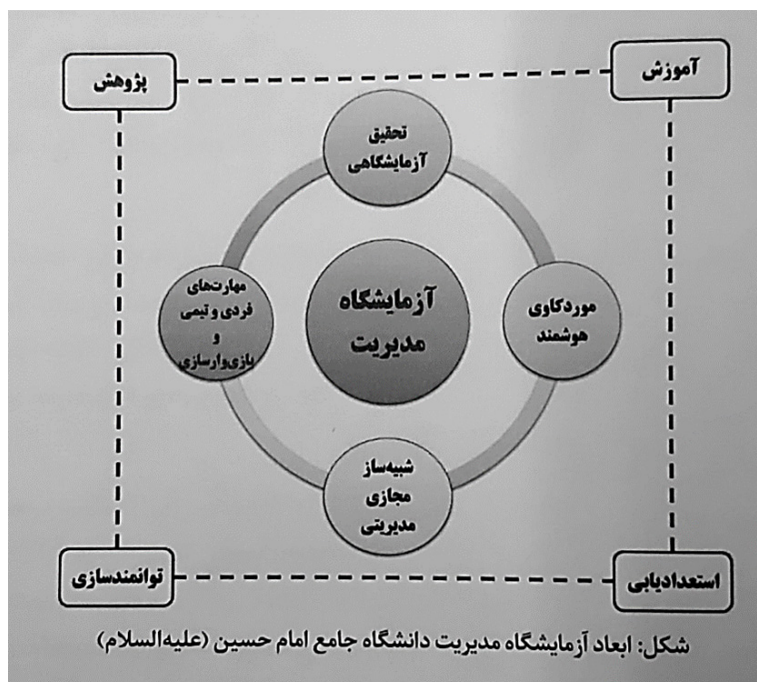 آموزش
پژوهش
تحقیق
آزمایشگاهی
موردکاوی
هوشمند
آزمایشگاه
مدیریت
مهارت‌های
فردی و تیمی
و
بازی‌وارسازی
شبیه‌ساز
مجازی
مدیریتی
استعدادیابی
توانمندسازی
شکل: ابعاد آزمایشگاه مدیریت دانشگاه جامع امام حسین (علیه‌السلام)